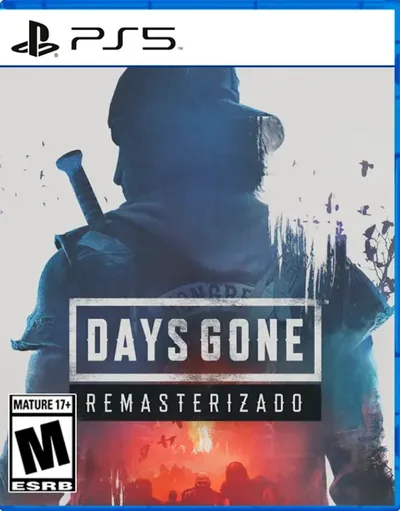 PS5
DAYS GONE
REMASTERIZADO
MATURE 17+
M
ESRB